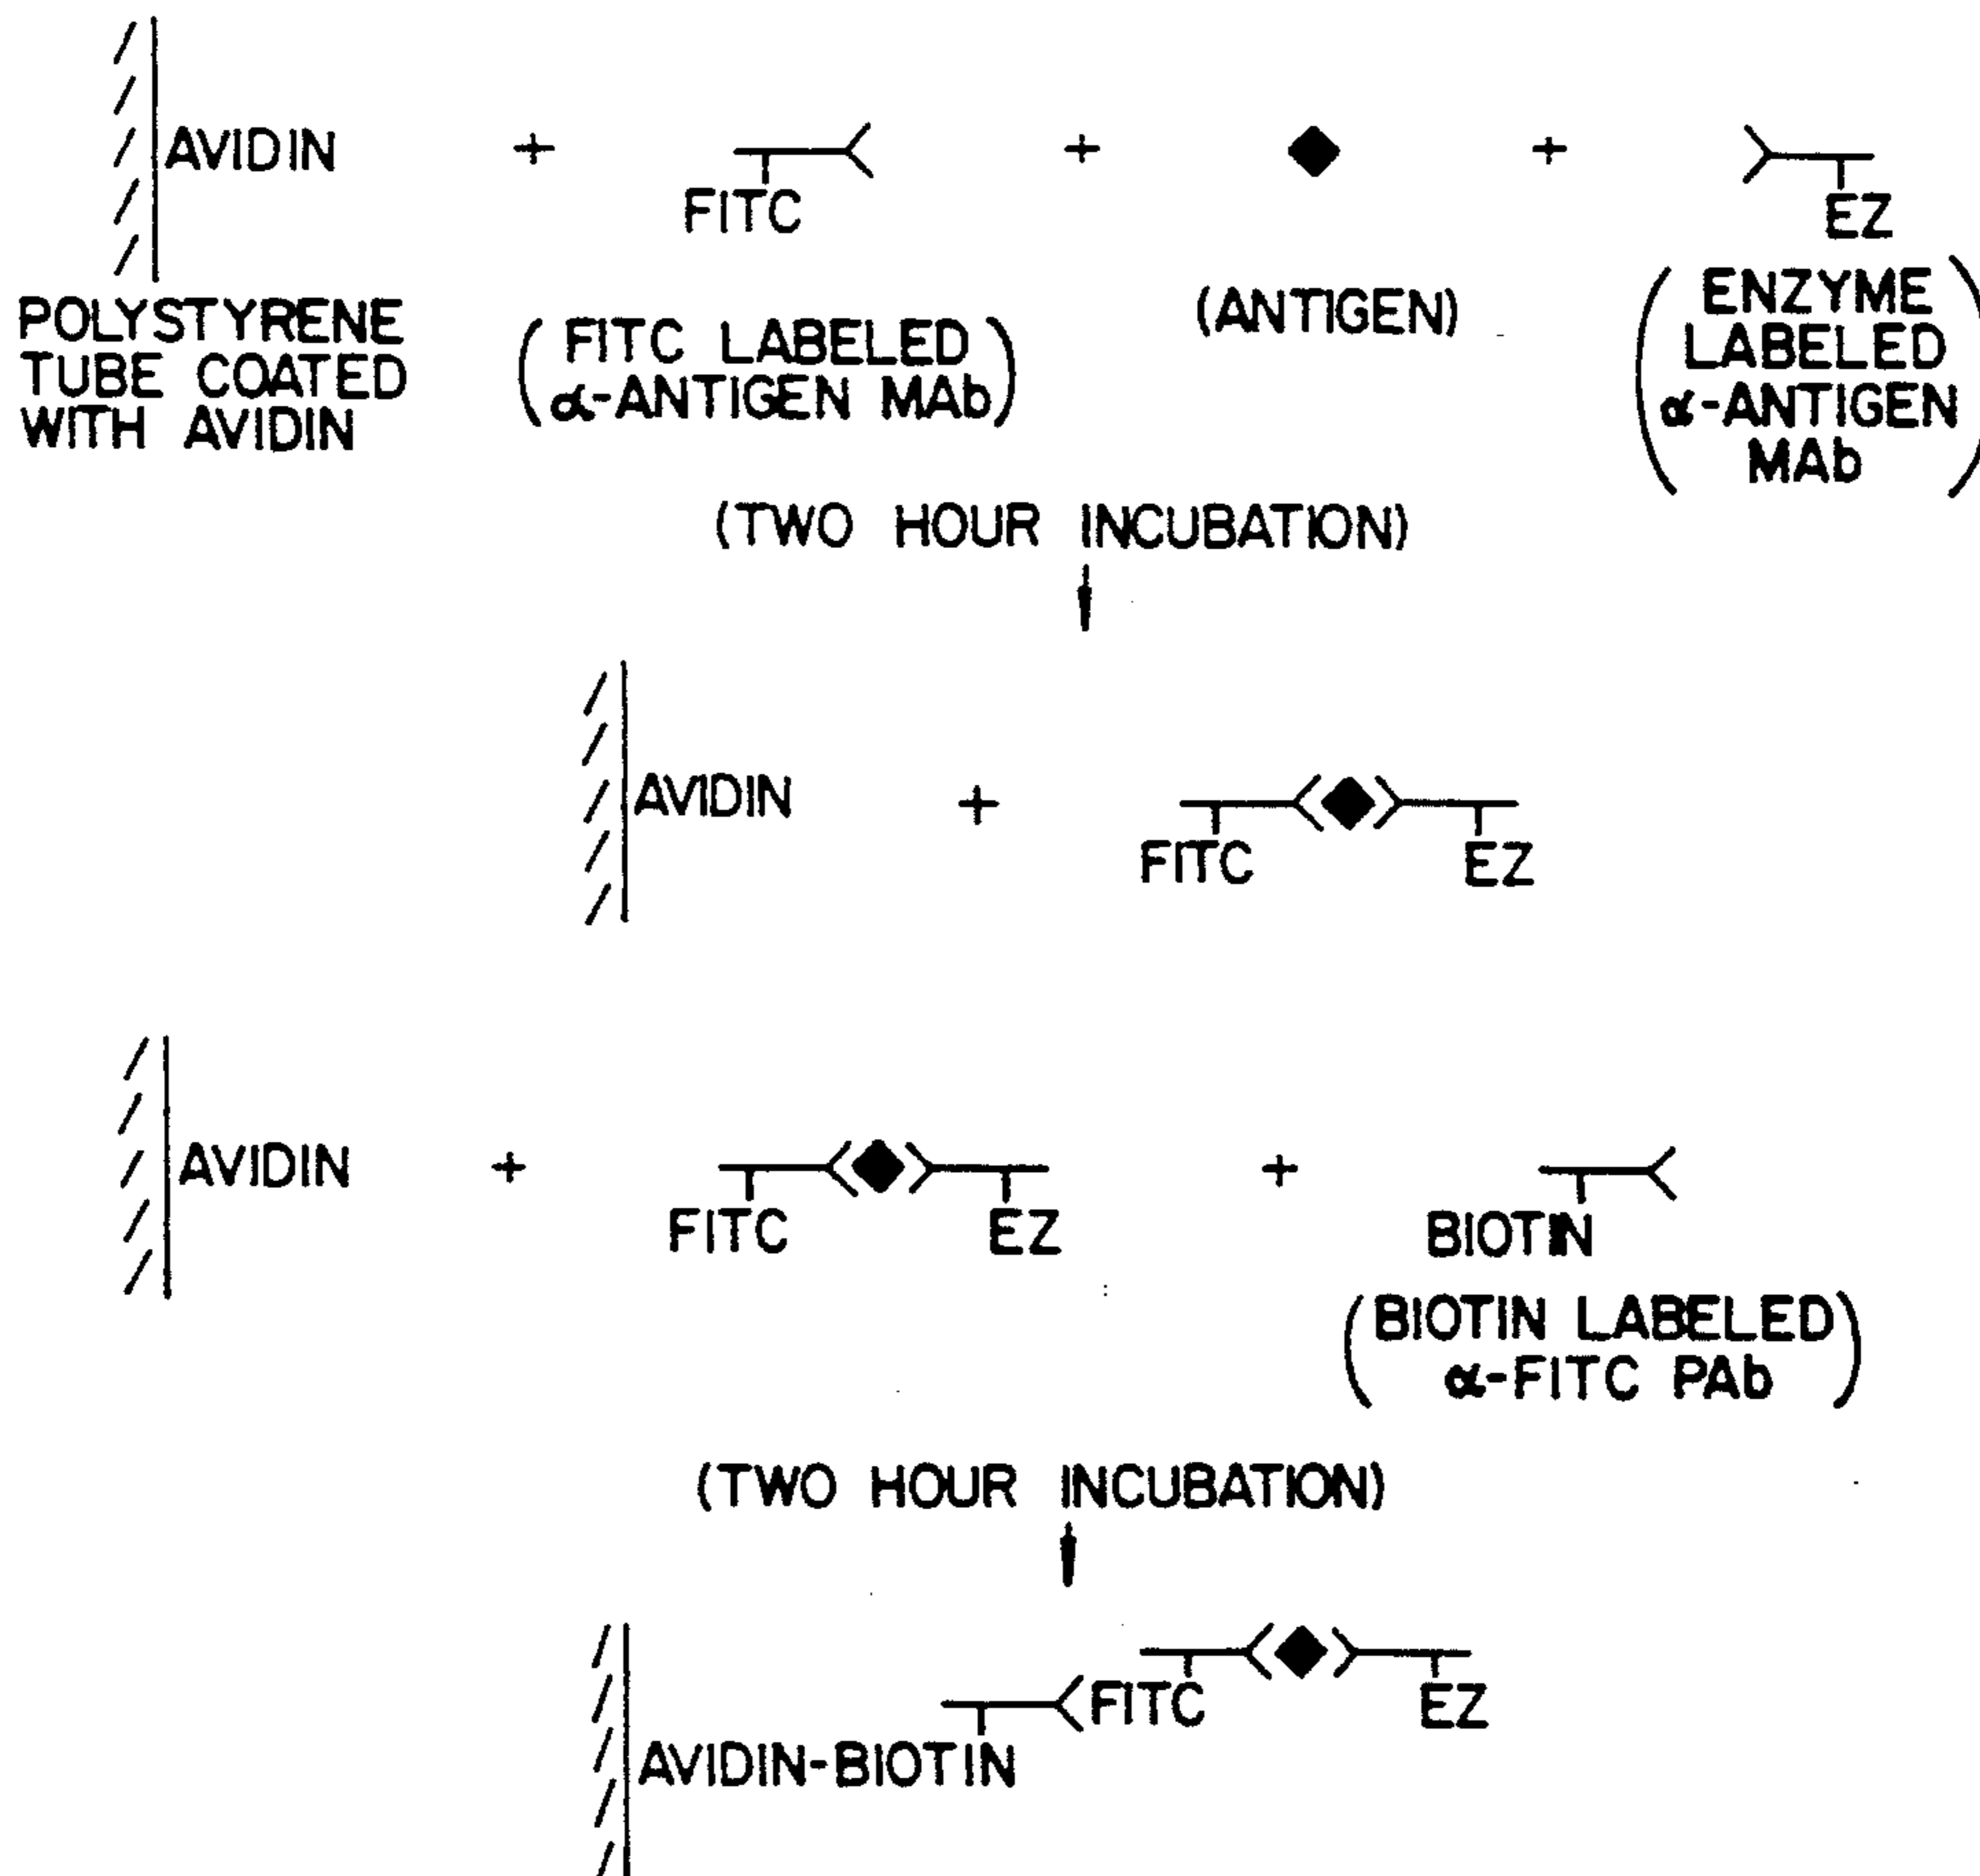 AVIDIN + FITC + + EZ
POLYSTYRENE
TUBE COATED
WITH AVIDIN
(FITC LABELED
α-ANTIGEN MAb)
(ANTIGEN)
(ENZYME
LABELED
α-ANTIGEN
MAb)
(TWO HOUR INCUBATION)
AVIDIN + FITC EZ
AVIDIN + FITC EZ + BIOTIN
(BIOTIN LABELED
α-FITC PAb)
(TWO HOUR INCUBATION)
FITC EZ
AVIDIN-BIOTIN